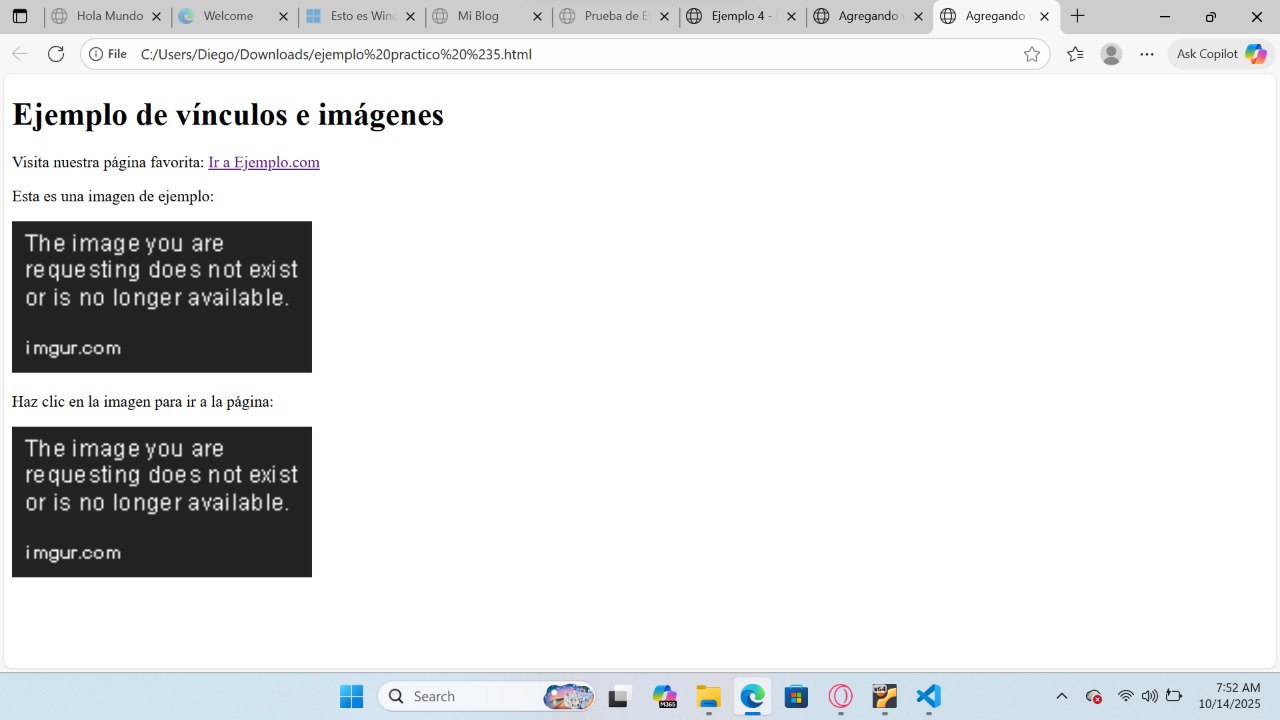 Hola Mundo
Welcome
Esto es Win
Mi Blog
Prueba de E
Ejemplo 4 -
Agregando v
Agregando
File
C:/Users/Diego/Downloads/ejemplo%20practico%20%235.html
Ask Copilot
Ejemplo de vínculos e imágenes
Visita nuestra página favorita: Ir a Ejemplo.com
Esta es una imagen de ejemplo:
The image you are
requesting does not exist
or is no longer available.
imgur.com
Haz clic en la imagen para ir a la página:
The image you are
requesting does not exist
or is no longer available.
imgur.com
Search
M365
x64
7:52 AM
10/14/2025